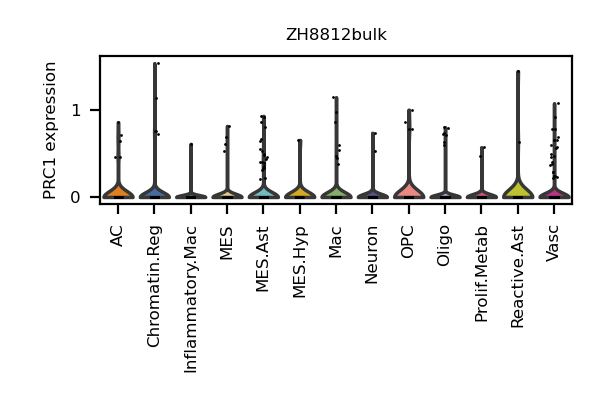 ZH8812bulk
PRC1 expression
1
0
AC
Chromatin.Reg
Inflammatory.Mac
MES
MES.Ast
MES.Hyp
Mac
Neuron
OPC
Oligo
Prolif.Metab
Reactive.Ast
Vasc